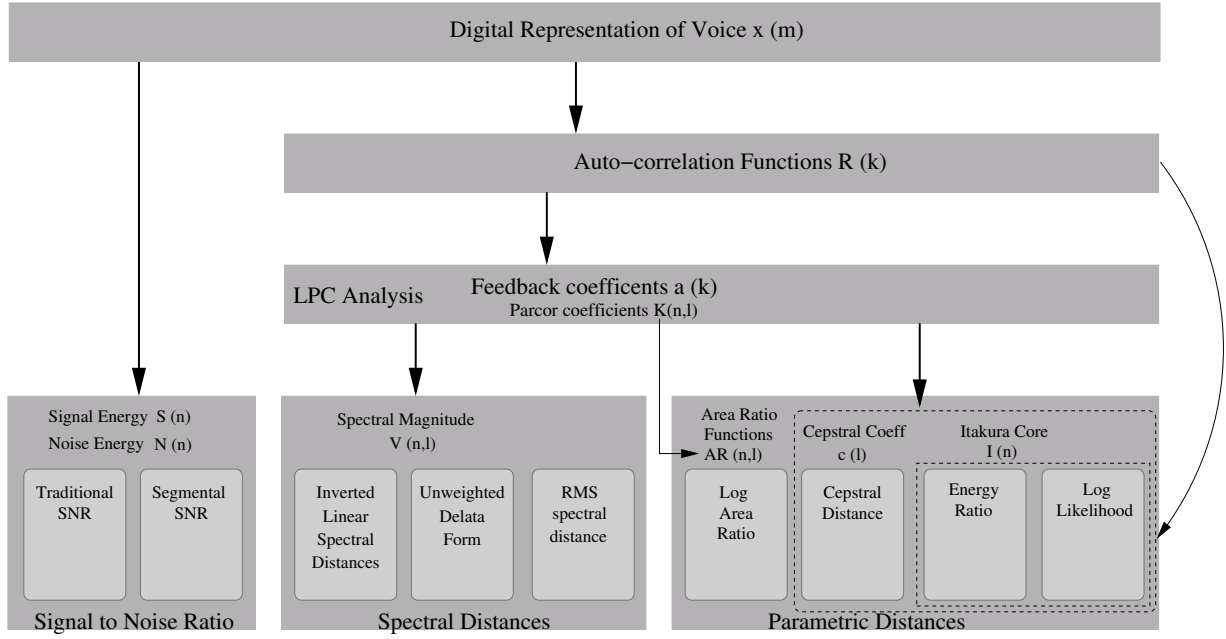 Digital Representation of Voice x (m)
Auto−correlation Functions R (k)
LPC Analysis
Feedback coefficents a (k)
Parcor coefficients K(n,l)
Signal Energy S (n)
Noise Energy N (n)
Traditional
SNR
Segmental
SNR
Signal to Noise Ratio
Spectral Magnitude
V (n,l)
Inverted
Linear
Spectral
Distances
Unweighted
Delata
Form
RMS
spectral
distance
Spectral Distances
Area Ratio
Functions
AR (n,l)
Cepstral Coeff
c (l)
Itakura Core
I (n)
Log
Area
Ratio
Cepstral
Distance
Energy
Ratio
Log
Likelihood
Parametric Distances